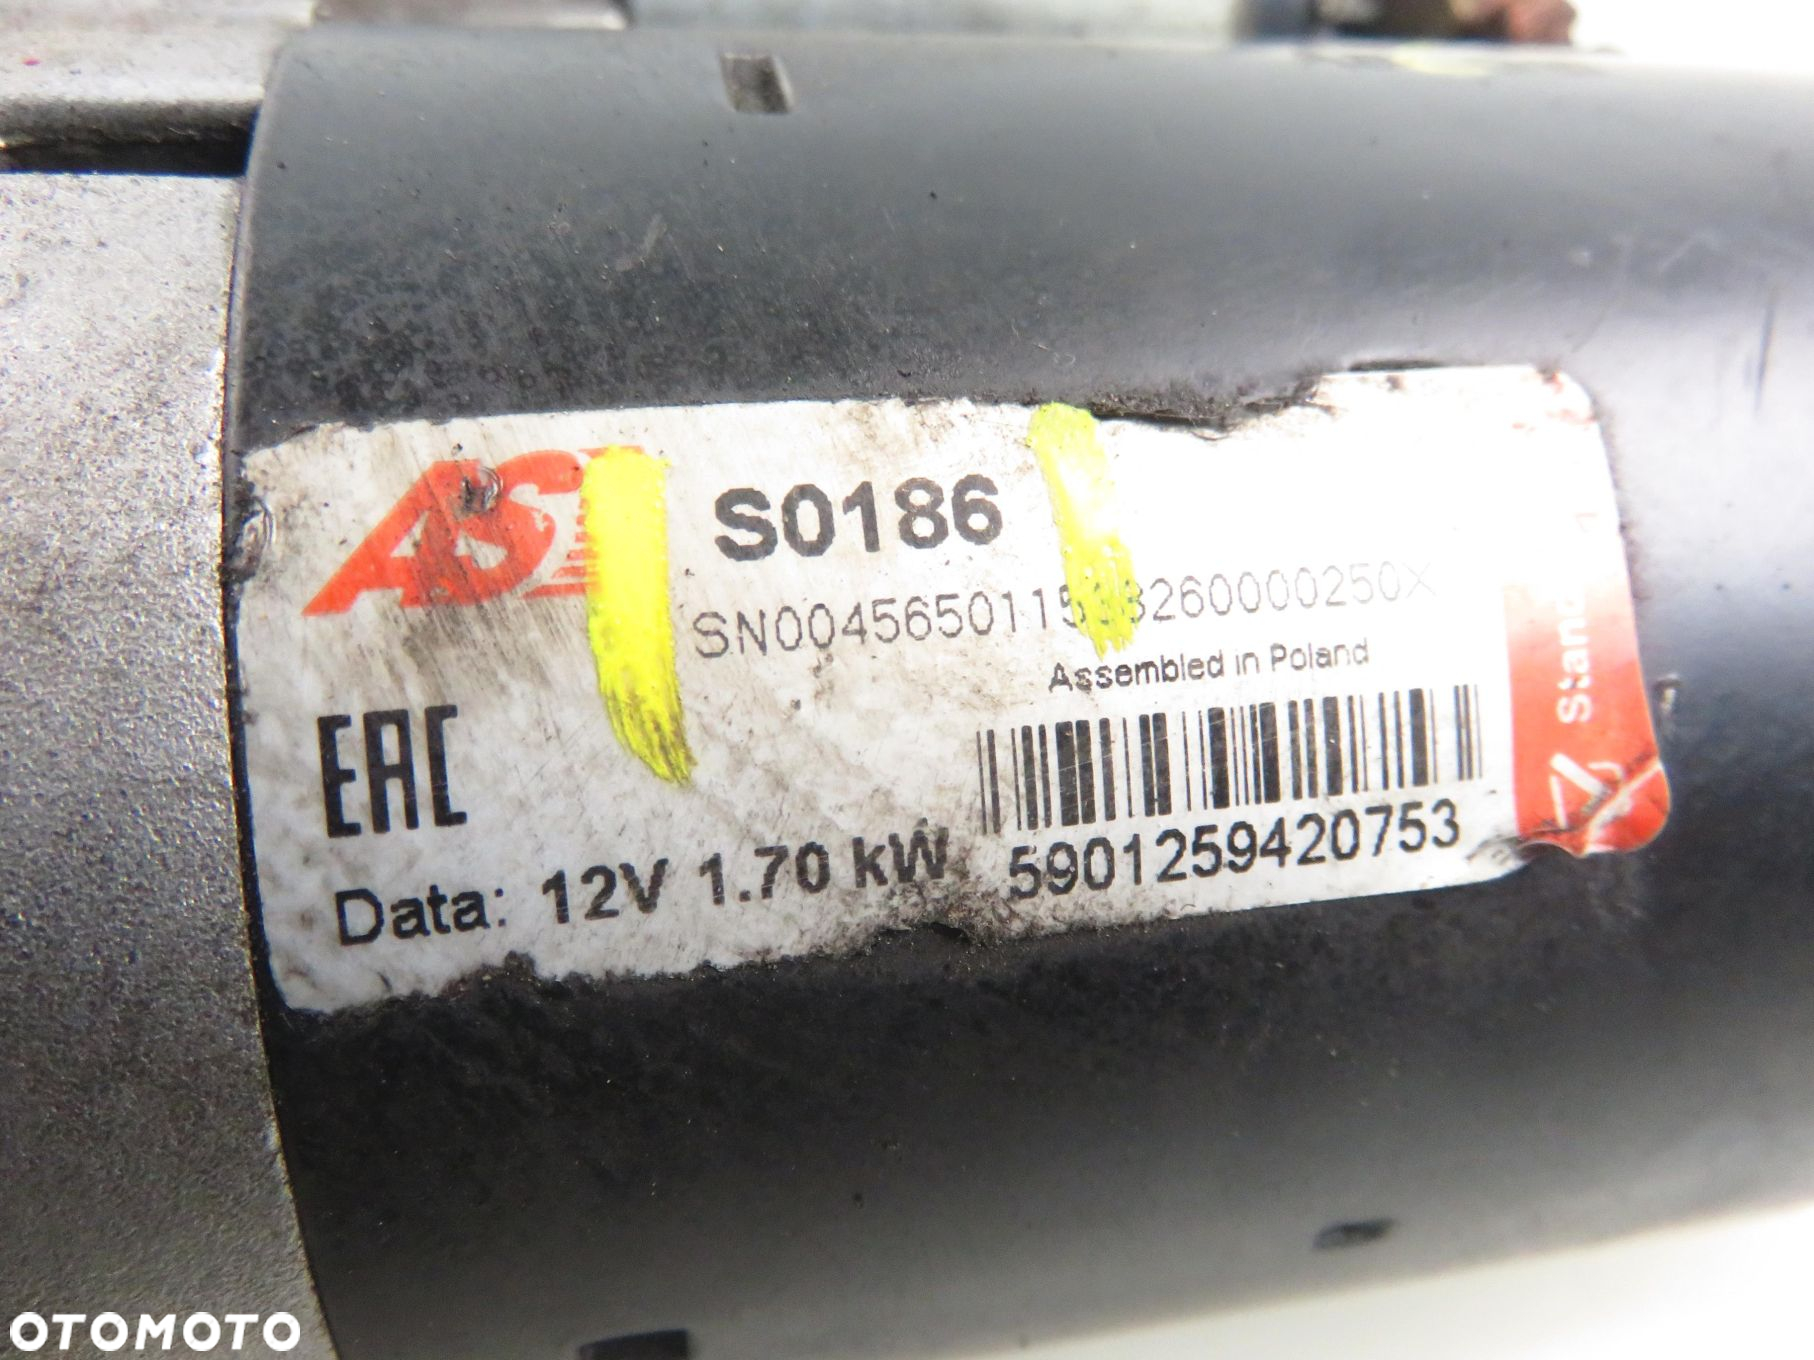 AS
S0186
Assembled in Poland
EAC
Data: 12V 1.70 kW
5901259420753
OTOMOTO